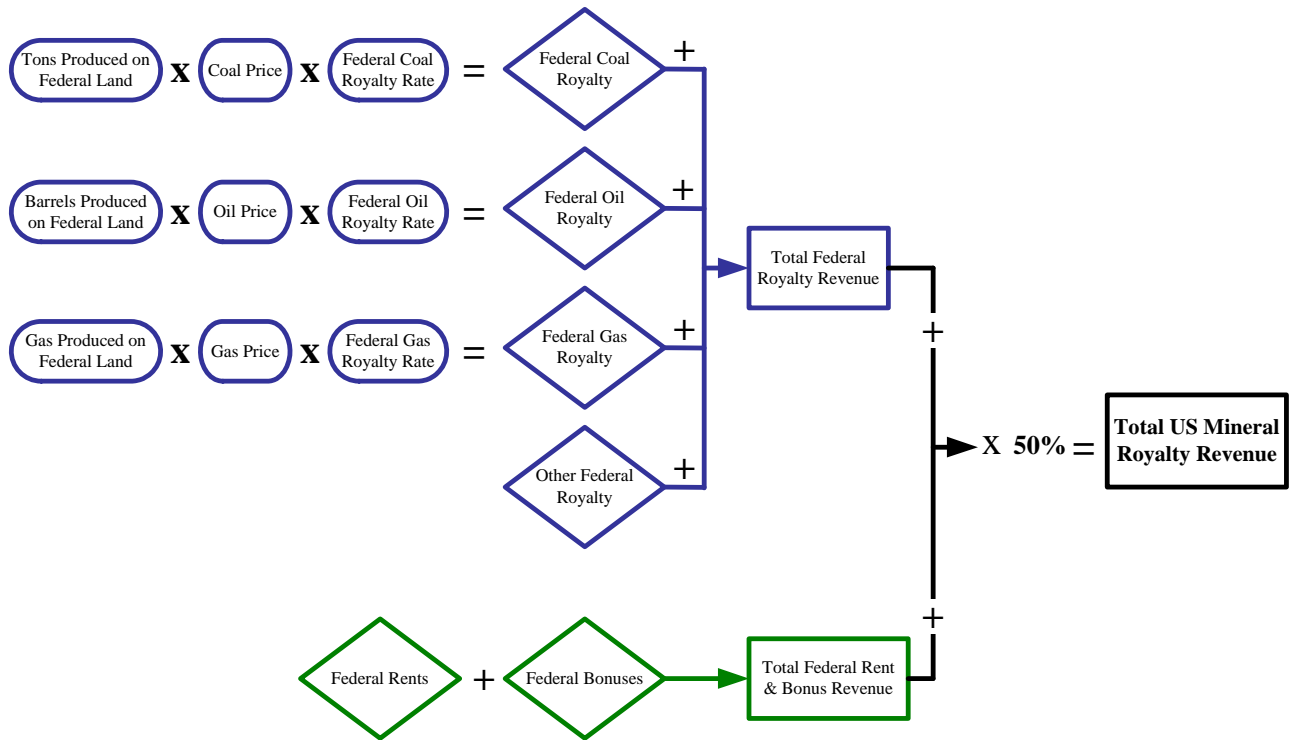 Tons Produced on
Federal Land
x
Coal Price
x
Federal Coal
Royalty Rate
=
Federal Coal
Royalty
+
Barrels Produced
on Federal Land
x
Oil Price
x
Federal Oil
Royalty Rate
=
Federal Oil
Royalty
+
Total Federal
Royalty Revenue
Gas Produced on
Federal Land
x
Gas Price
x
Federal Gas
Royalty Rate
=
Federal Gas
Royalty
+
+
Other Federal
Royalty
+
X 50% =
Total US Mineral
Royalty Revenue
Federal Rents
+
Federal Bonuses
Total Federal Rent
& Bonus Revenue
+